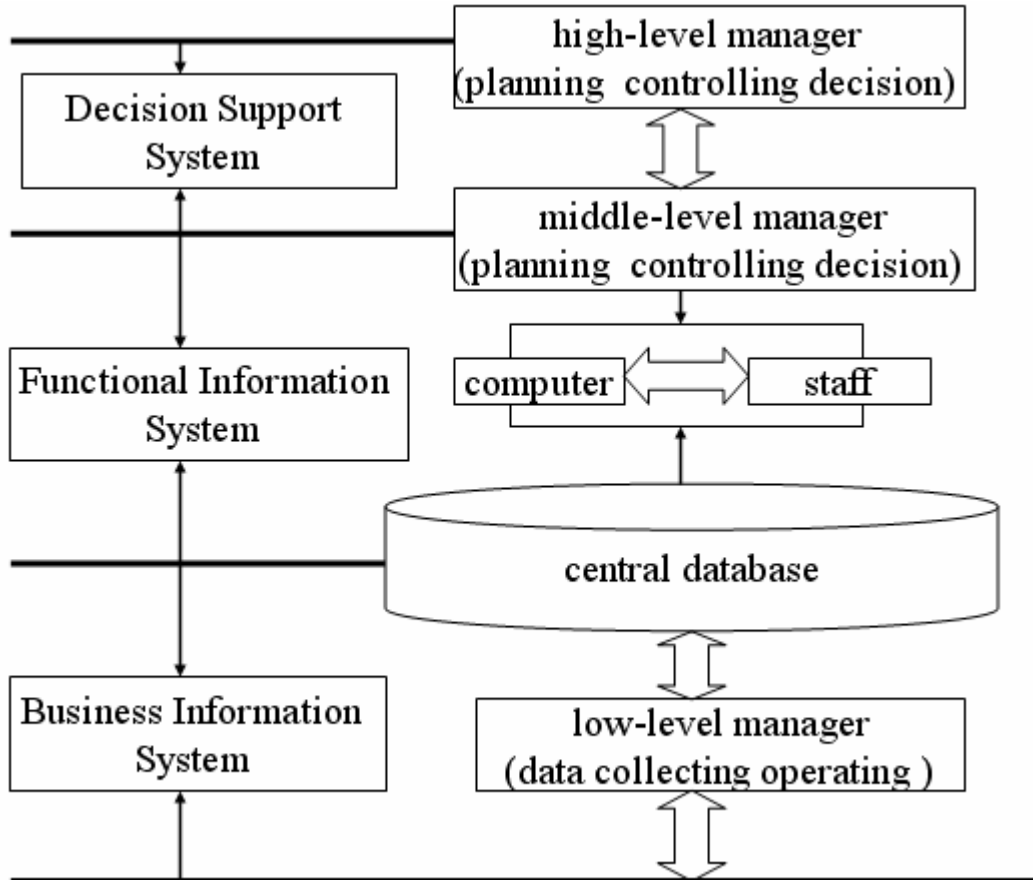 high-level manager
(planning controlling decision)
Decision Support
System
middle-level manager
(planning controlling decision)
Functional Information
System
computer
staff
central database
Business Information
System
low-level manager
(data collecting operating )